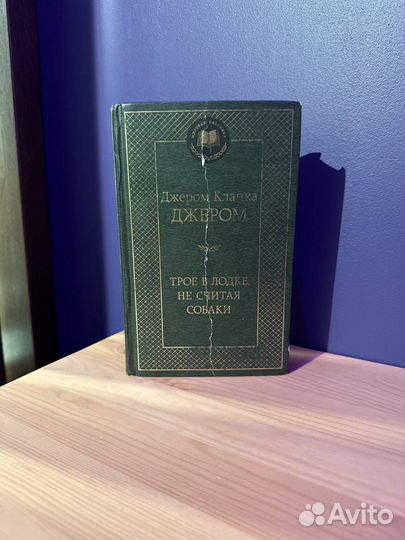 Джером Клапка
ДЖЕРОМ
ТРОЕ В ЛОДКЕ,
НЕ СЧИТАЯ
СОБАКИ
Avito